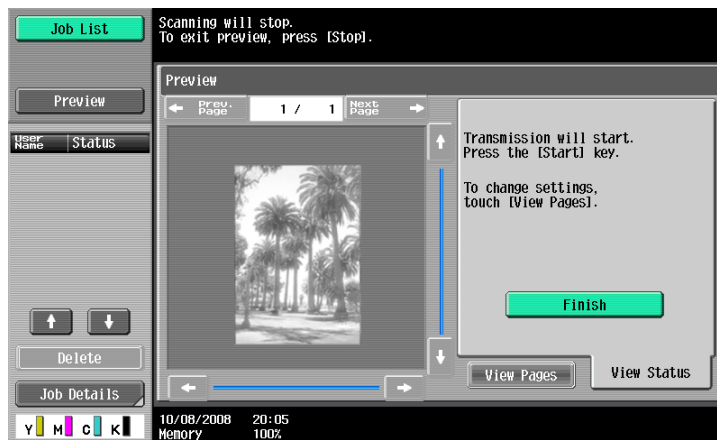 Job List
Scanning will stop.
To exit preview, press [Stop].
Preview
Preview
Prev. Page
1 / 1
Next Page
User Name
Status
Transmission will start.
Press the [Start] key.
To change settings,
touch [View Pages].
Finish
Delete
View Pages
View Status
Job Details
Y M C K
10/08/2008 20:05
Memory 100%